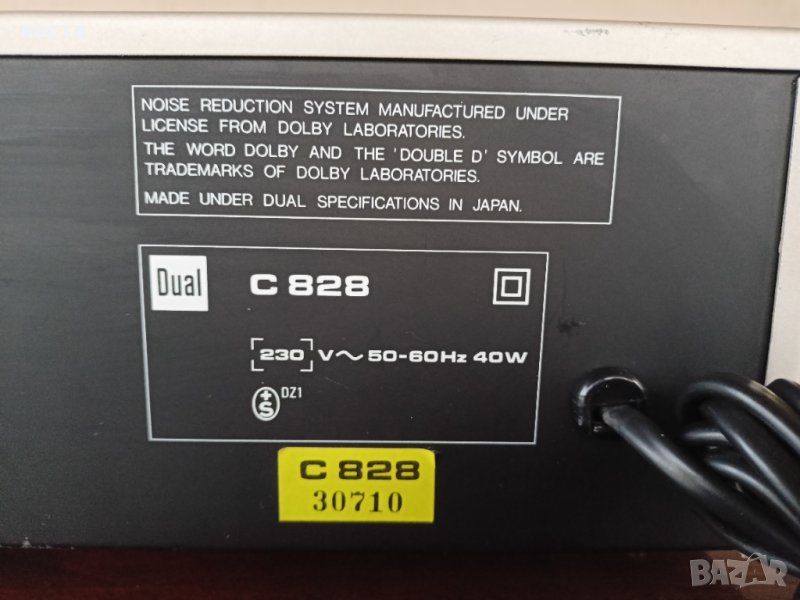 NOISE REDUCTION SYSTEM MANUFACTURED UNDER
LICENSE FROM DOLBY LABORATORIES.
THE WORD DOLBY AND THE 'DOUBLE D' SYMBOL ARE
TRADEMARKS OF DOLBY LABORATORIES.
MADE UNDER DUAL SPECIFICATIONS IN JAPAN.
Dual C 828
[230] V~ 50-60Hz 40W
+S DZ1
C 828
30710
BAZAR